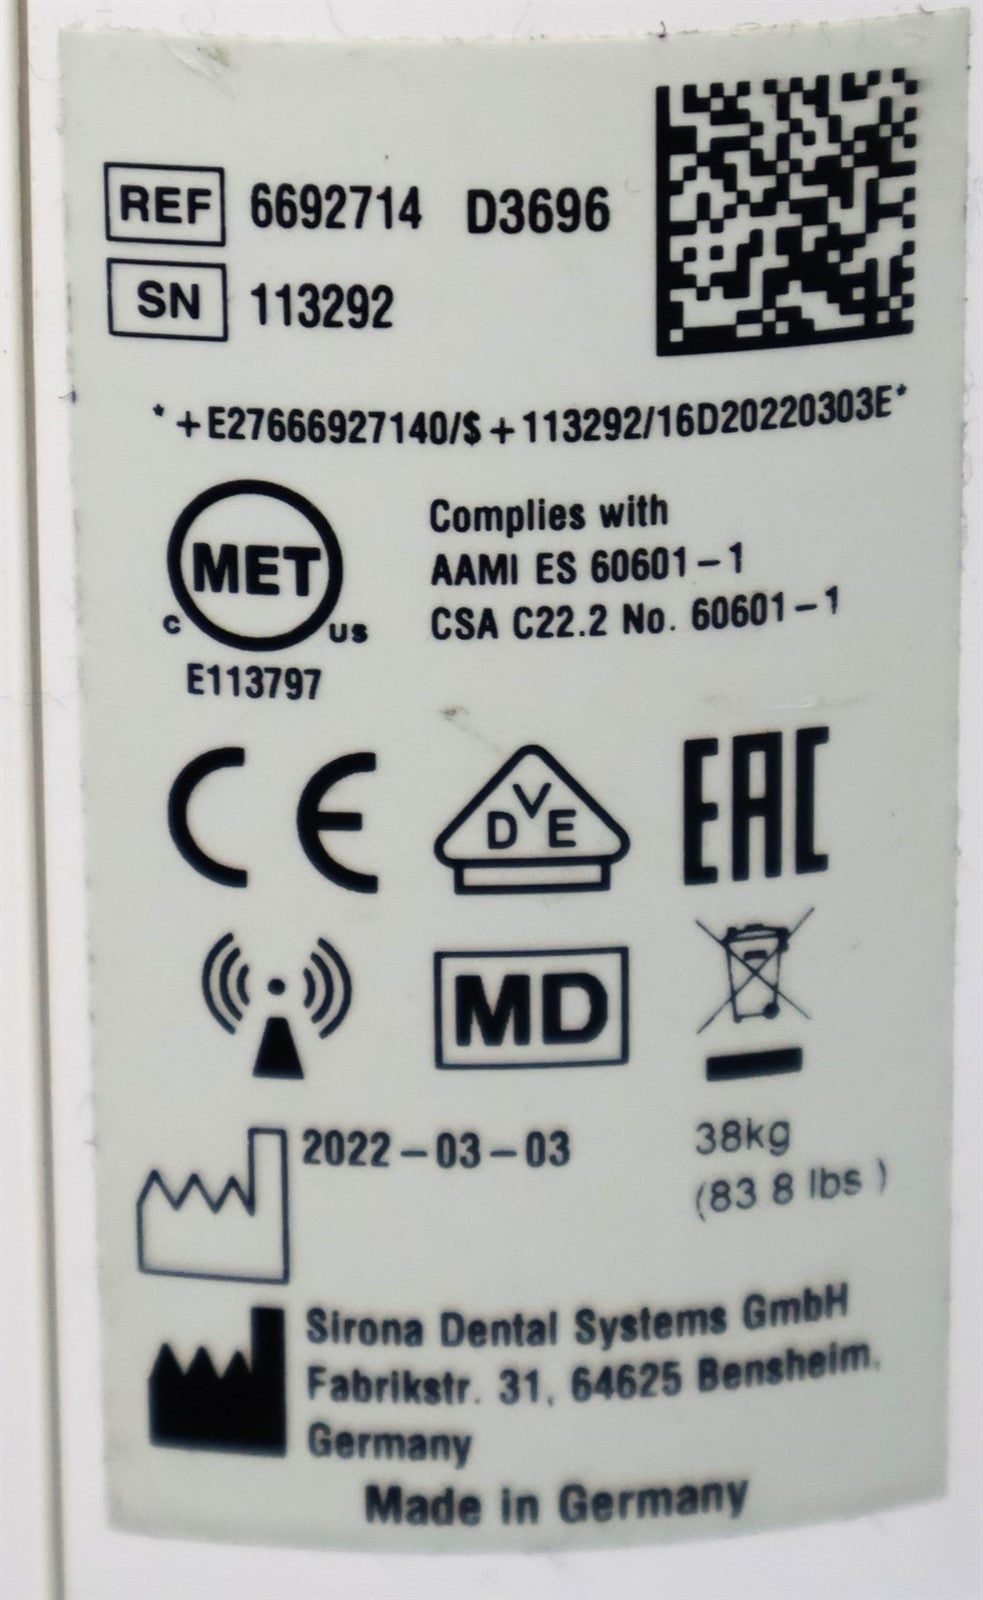 REF 6692714 D3696
SN 113292
*+E27666927140/$+113292/16D20220303E*
MET
c us
E113797
Complies with
AAMI ES 60601-1
CSA C22.2 No. 60601-1
CE
DVE
EAC
MD
2022-03-03
38kg
(83 8 lbs )
Sirona Dental Systems GmbH
Fabrikstr. 31, 64625 Bensheim,
Germany
Made in Germany